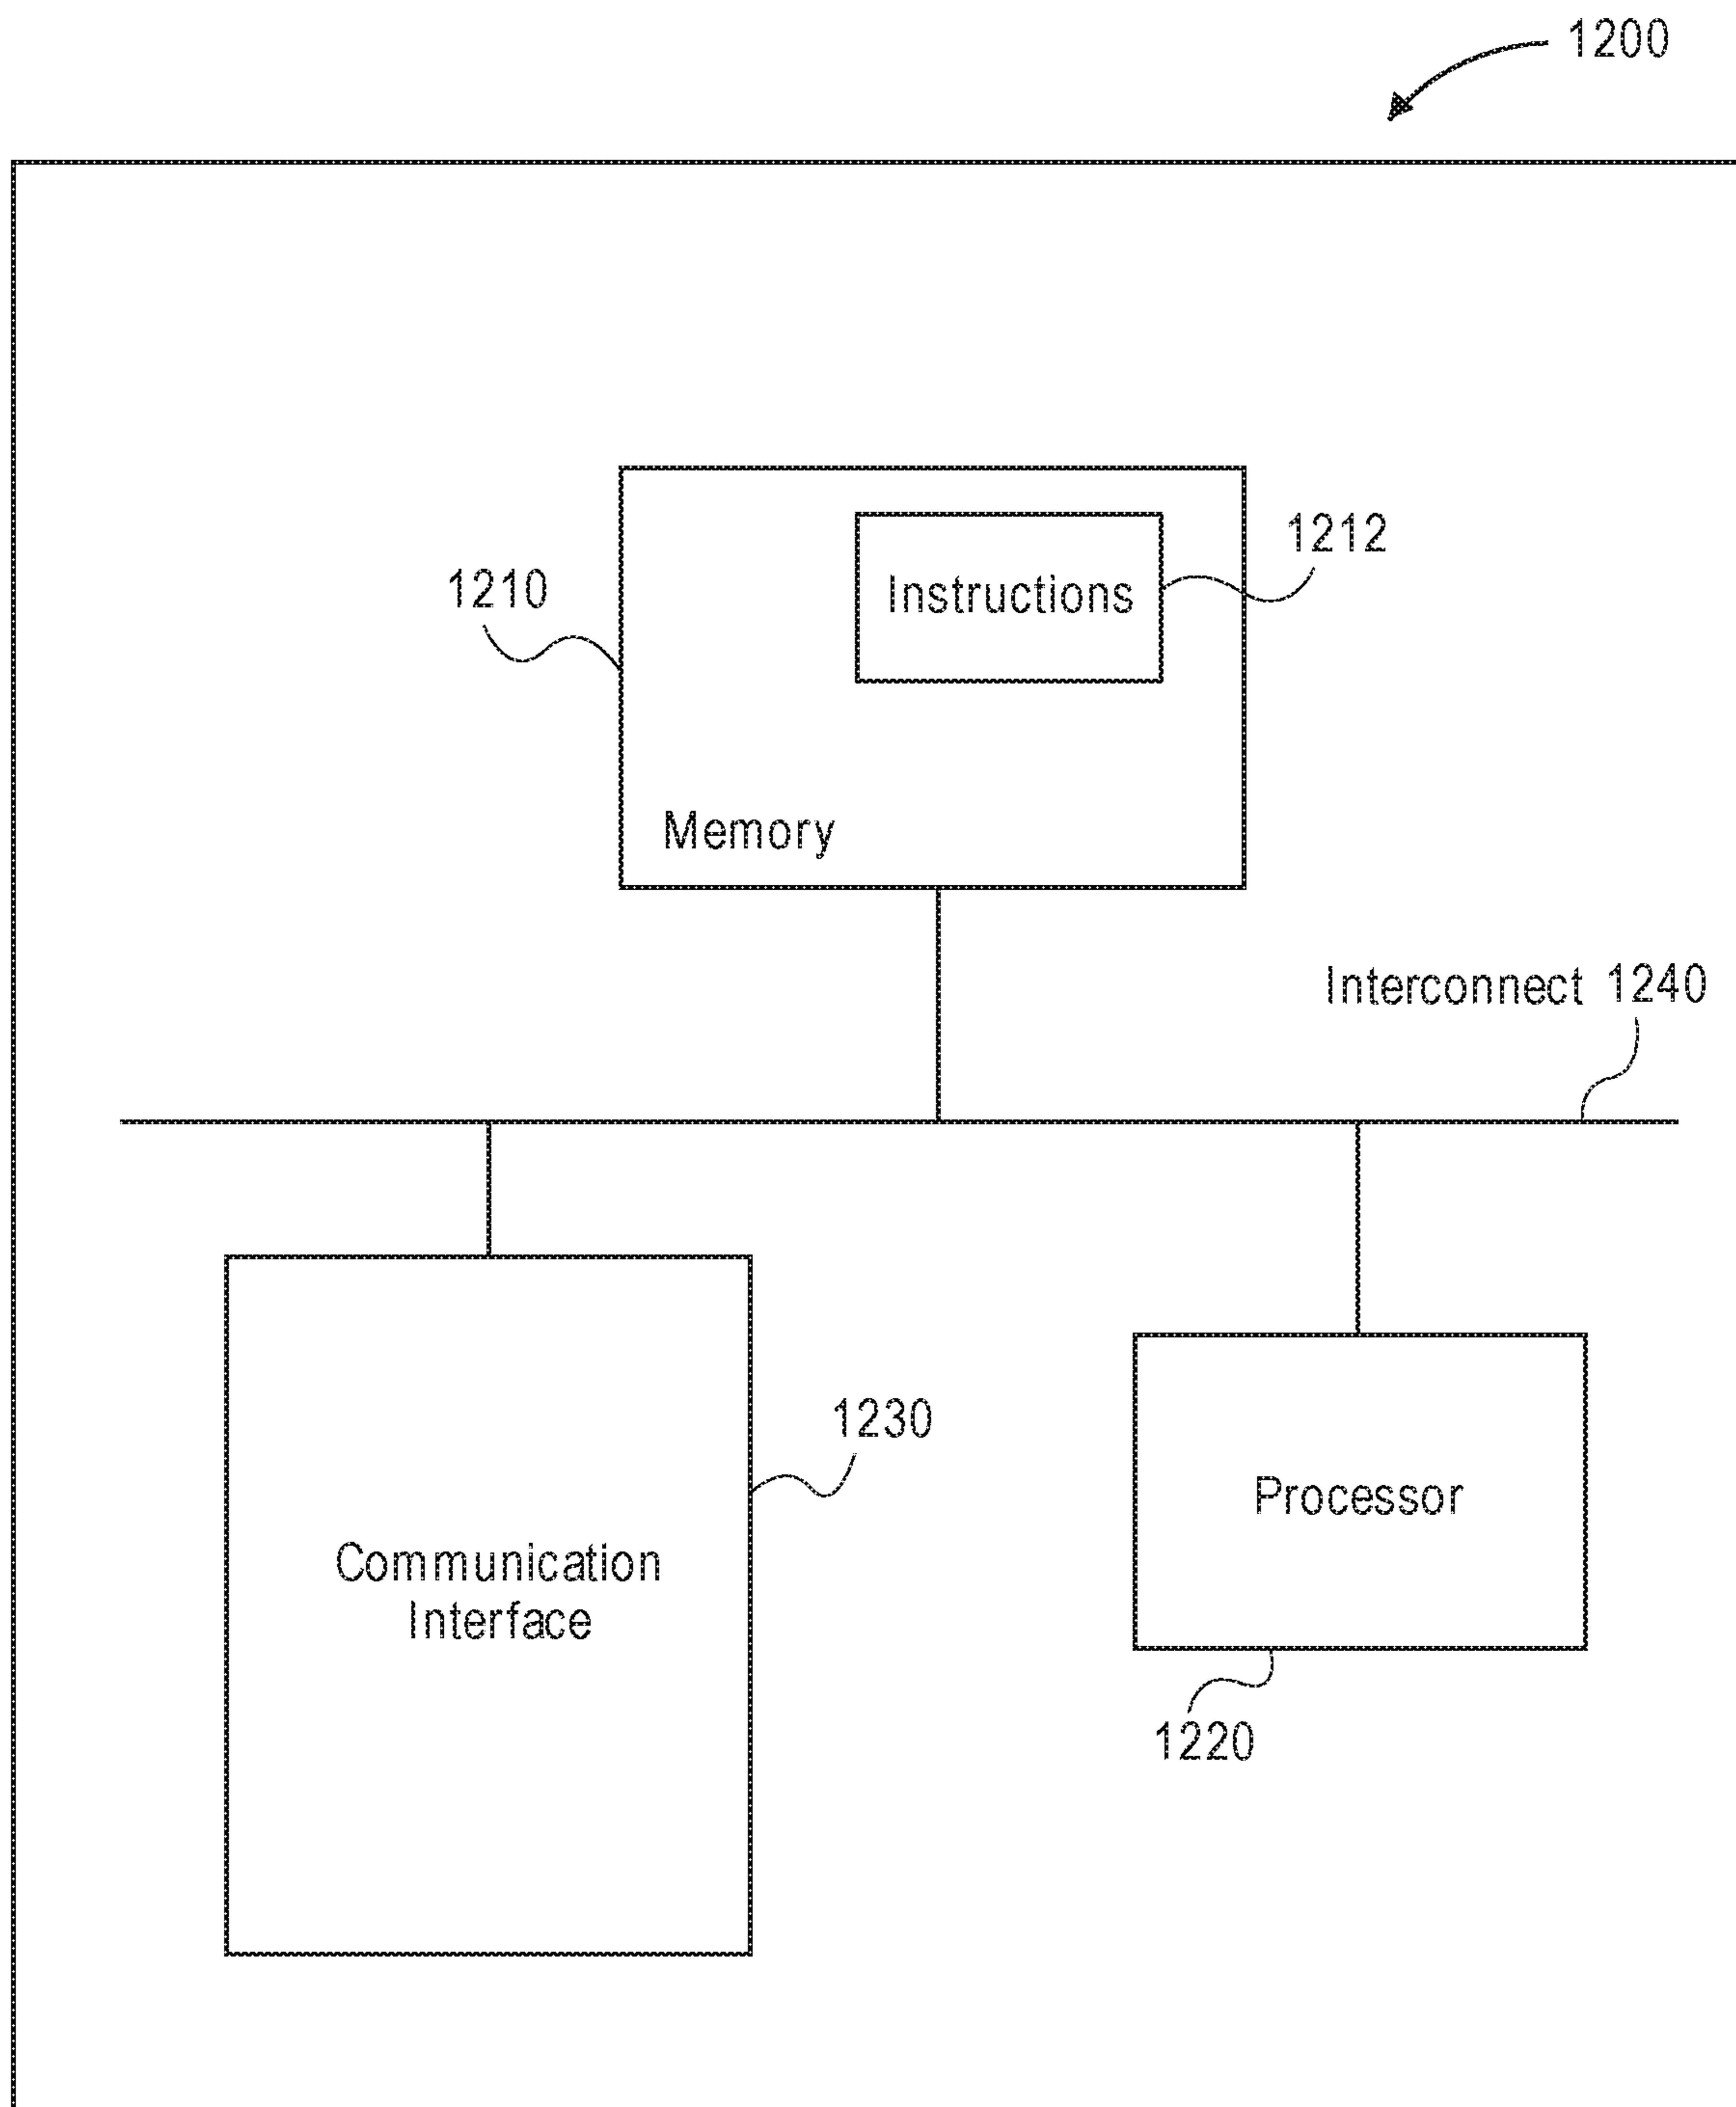 1200
1212
Instructions
1210
Memory
Interconnect 1240
1230
Processor
Communication
Interface
1220